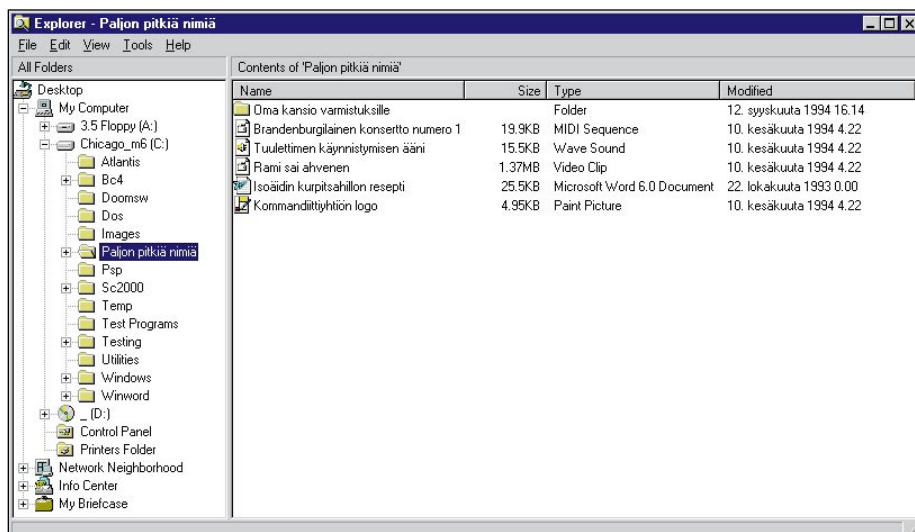 Explorer - Paljon pitkiä nimiä
File Edit View Tools Help
All Folders
Contents of 'Paljon pitkiä nimiä'
Desktop
My Computer
3.5 Floppy (A:)
Chicago_m6 (C:)
Atlantis
Bc4
Doomsw
Dos
Images
Paljon pitkiä nimiä
Psp
Sc2000
Temp
Test Programs
Testing
Utilities
Windows
Winword
_ (D:)
Control Panel
Printers Folder
Network Neighborhood
Info Center
My Briefcase
Name Size Type Modified
Oma kansio varmistuksille Folder 12. syyskuuta 1994 16.14
Brandenburgilainen konsertto numero 1 19.9KB MIDI Sequence 10. kesäkuuta 1994 4.22
Tuulettimen käynnistymisen ääni 15.5KB Wave Sound 10. kesäkuuta 1994 4.22
Rami sai ahvenen 1.37MB Video Clip 10. kesäkuuta 1994 4.22
Isoäidin kurpitsahillon resepti 25.5KB Microsoft Word 6.0 Document 22. lokakuuta 1993 0.00
Kommandiittiyhtiön logo 4.95KB Paint Picture 10. kesäkuuta 1994 4.22